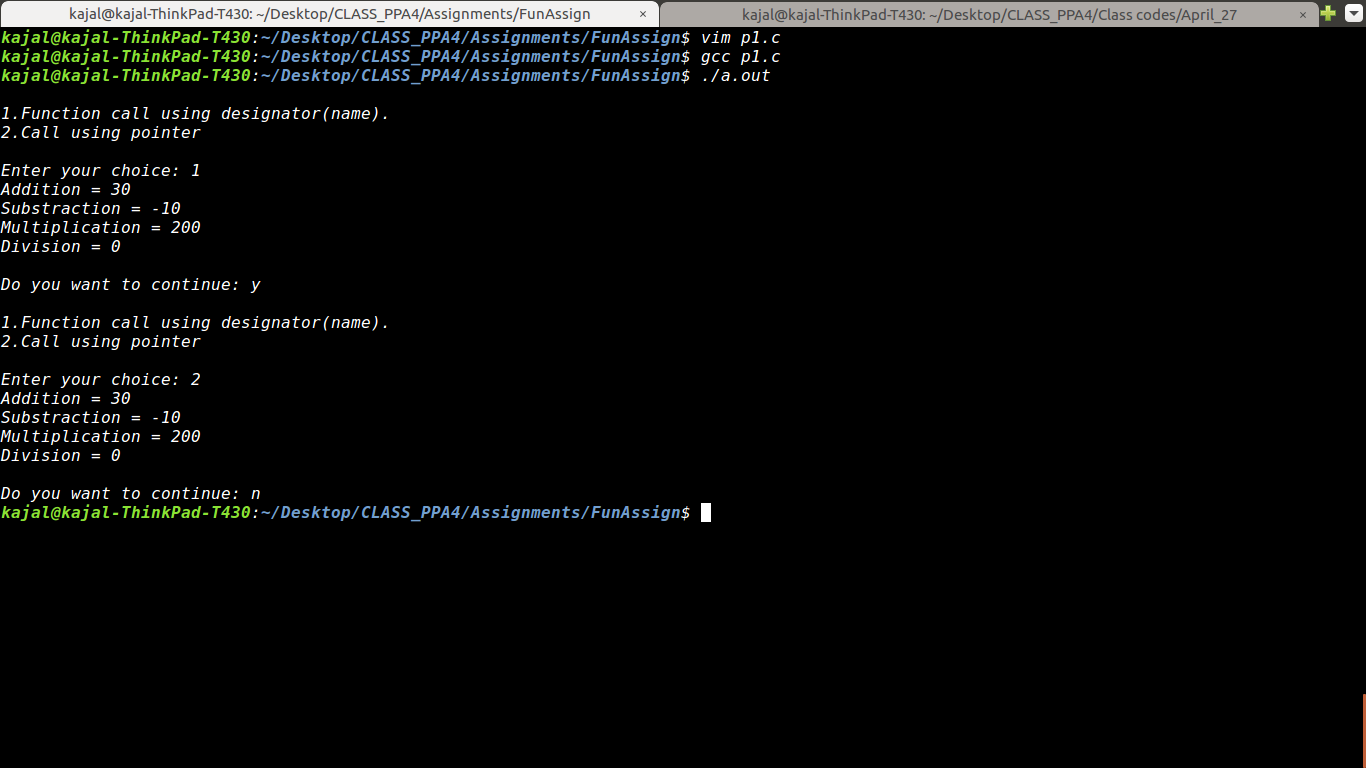 kajal@kajal-ThinkPad-T430: ~/Desktop/CLASS_PPA4/Assignments/FunAssign × kajal@kajal-ThinkPad-T430: ~/Desktop/CLASS_PPA4/Class codes/April_27 ×
kajal@kajal-ThinkPad-T430:~/Desktop/CLASS_PPA4/Assignments/FunAssign$ vim p1.c
kajal@kajal-ThinkPad-T430:~/Desktop/CLASS_PPA4/Assignments/FunAssign$ gcc p1.c
kajal@kajal-ThinkPad-T430:~/Desktop/CLASS_PPA4/Assignments/FunAssign$ ./a.out
1.Function call using designator(name).
2.Call using pointer
Enter your choice: 1
Addition = 30
Substraction = -10
Multiplication = 200
Division = 0
Do you want to continue: y
1.Function call using designator(name).
2.Call using pointer
Enter your choice: 2
Addition = 30
Substraction = -10
Multiplication = 200
Division = 0
Do you want to continue: n
kajal@kajal-ThinkPad-T430:~/Desktop/CLASS_PPA4/Assignments/FunAssign$